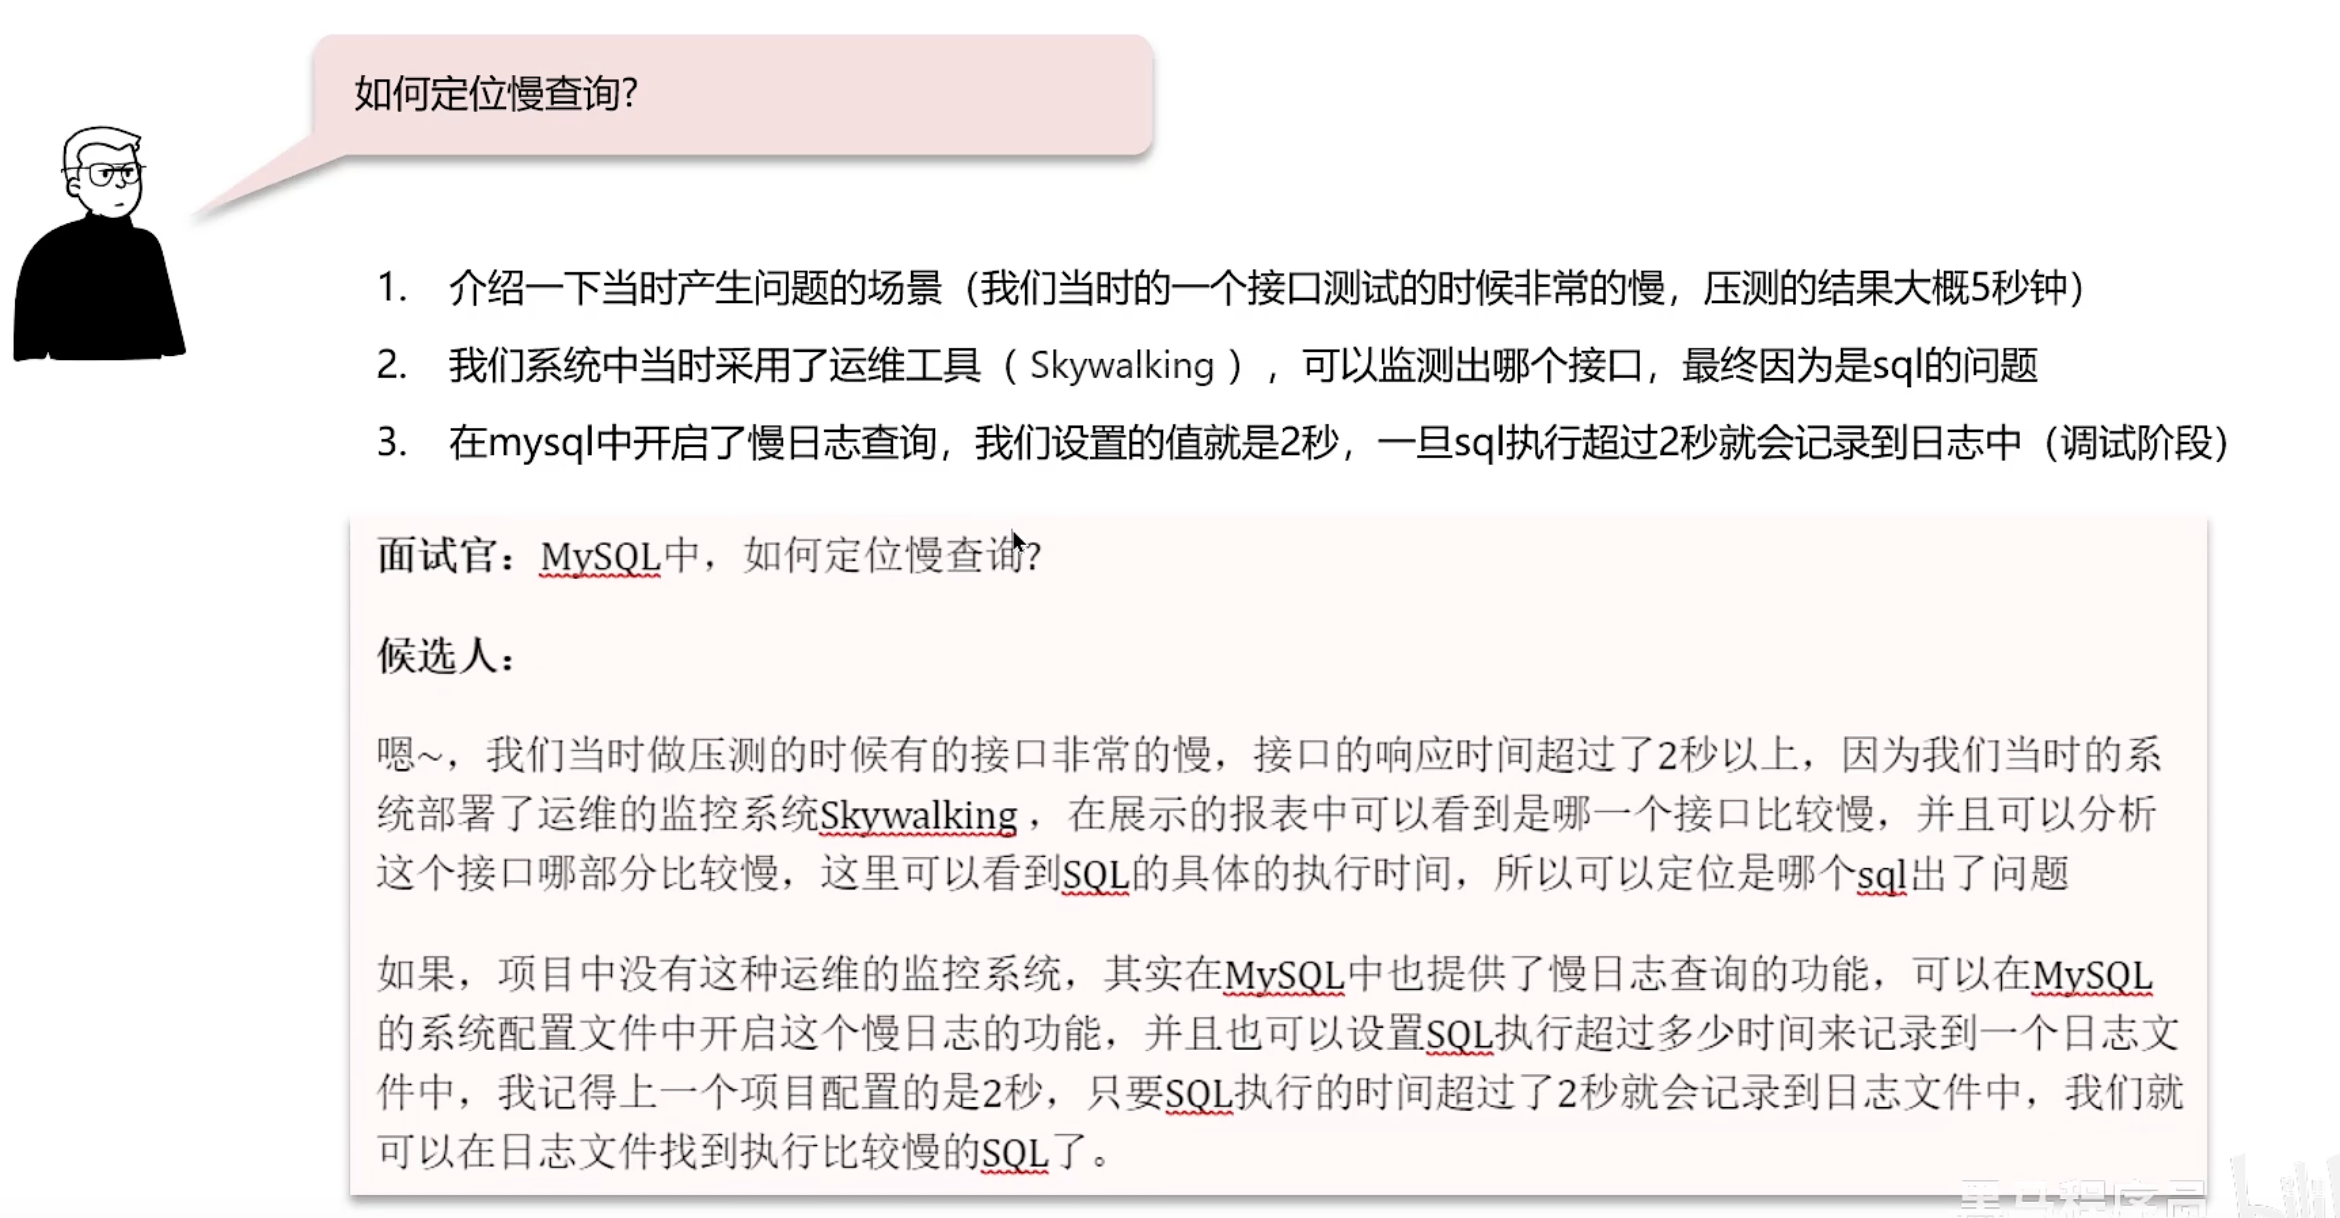 如何定位慢查询?
1. 介绍一下当时产生问题的场景（我们当时的一个接口测试的时候非常的慢，压测的结果大概5秒钟）
2. 我们系统中当时采用了运维工具（ Skywalking ），可以监测出哪个接口，最终因为是sql的问题
3. 在mysql中开启了慢日志查询，我们设置的值就是2秒，一旦sql执行超过2秒就会记录到日志中（调试阶段）
面试官：MySQL中，如何定位慢查询?
候选人：
嗯~，我们当时做压测的时候有的接口非常的慢，接口的响应时间超过了2秒以上，因为我们当时的系
统部署了运维的监控系统Skywalking ，在展示的报表中可以看到是哪一个接口比较慢，并且可以分析
这个接口哪部分比较慢，这里可以看到SQL的具体的执行时间，所以可以定位是哪个sql出了问题
如果，项目中没有这种运维的监控系统，其实在MySQL中也提供了慢日志查询的功能，可以在MySQL
的系统配置文件中开启这个慢日志的功能，并且也可以设置SQL执行超过多少时间来记录到一个日志文
件中，我记得上一个项目配置的是2秒，只要SQL执行的时间超过了2秒就会记录到日志文件中，我们就
可以在日志文件找到执行比较慢的SQL了。
黑马程序员